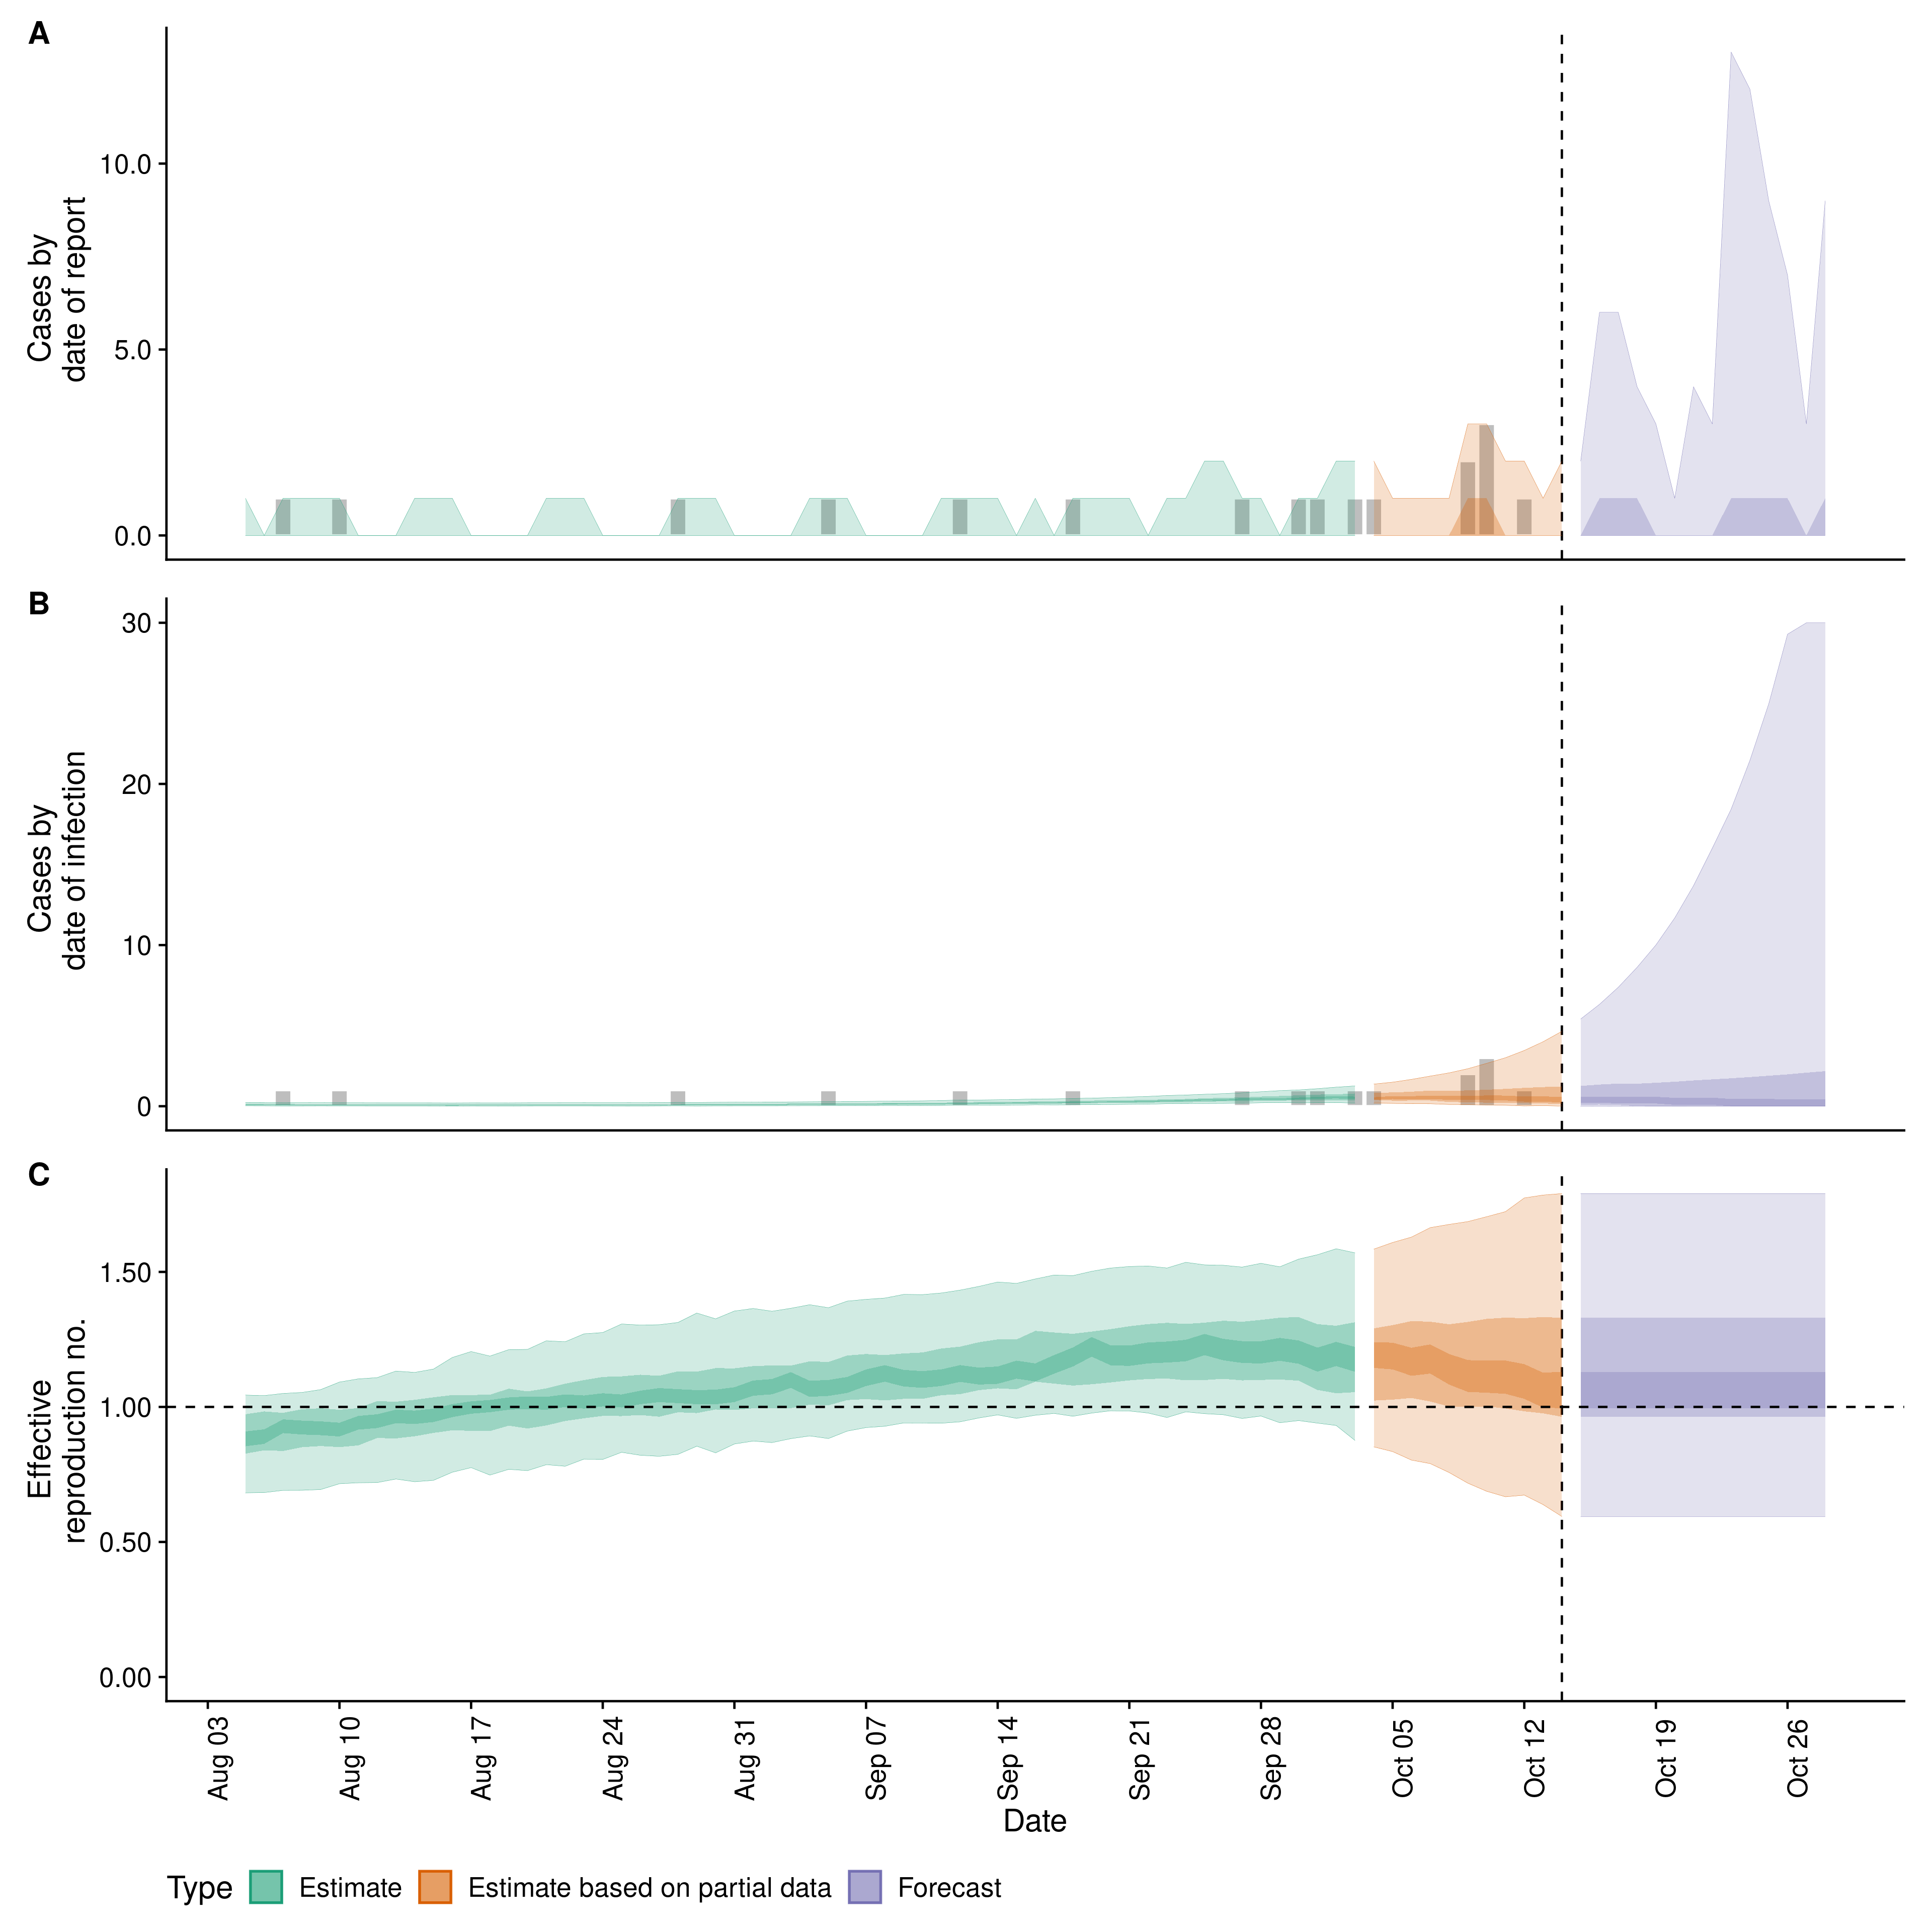 A
Cases by
date of report
10.0
5.0
0.0
B
Cases by
date of infection
30
20
10
0
C
Effective
reproduction no.
1.50
1.00
0.50
0.00
Aug 03
Aug 10
Aug 17
Aug 24
Aug 31
Sep 07
Sep 14
Sep 21
Sep 28
Oct 05
Oct 12
Oct 19
Oct 26
Date
Type Estimate Estimate based on partial data Forecast